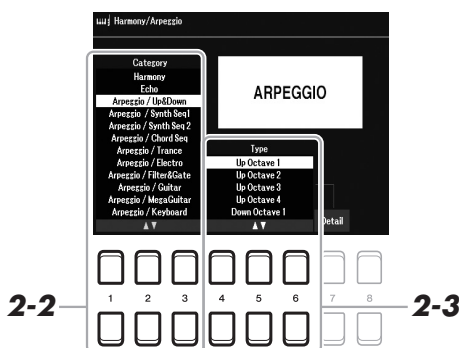 Harmony/Arpeggio
Category
Harmony
Echo
Arpeggio / Up&Down
Arpeggio / Synth Seq1
Arpeggio / Synth Seq 2
Arpeggio / Chord Seq
Arpeggio / Trance
Arpeggio / Electro
Arpeggio / Filter&Gate
Arpeggio / Guitar
Arpeggio / MegaGuitar
Arpeggio / Keyboard
▲▼
ARPEGGIO
Type
Up Octave 1
Up Octave 2
Up Octave 3
Up Octave 4
Down Octave 1
▲▼
Detail
1 2 3 4 5 6 7 8
2-2
2-3